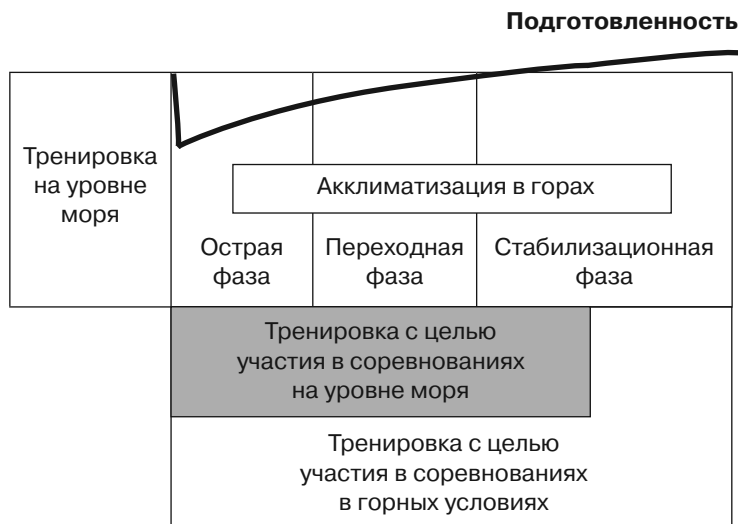 Подготовленность
Тренировка
на уровне
моря
Акклиматизация в горах
Острая
фаза
Переходная
фаза
Стабилизационная
фаза
Тренировка с целью
участия в соревнованиях
на уровне моря
Тренировка с целью
участия в соревнованиях
в горных условиях